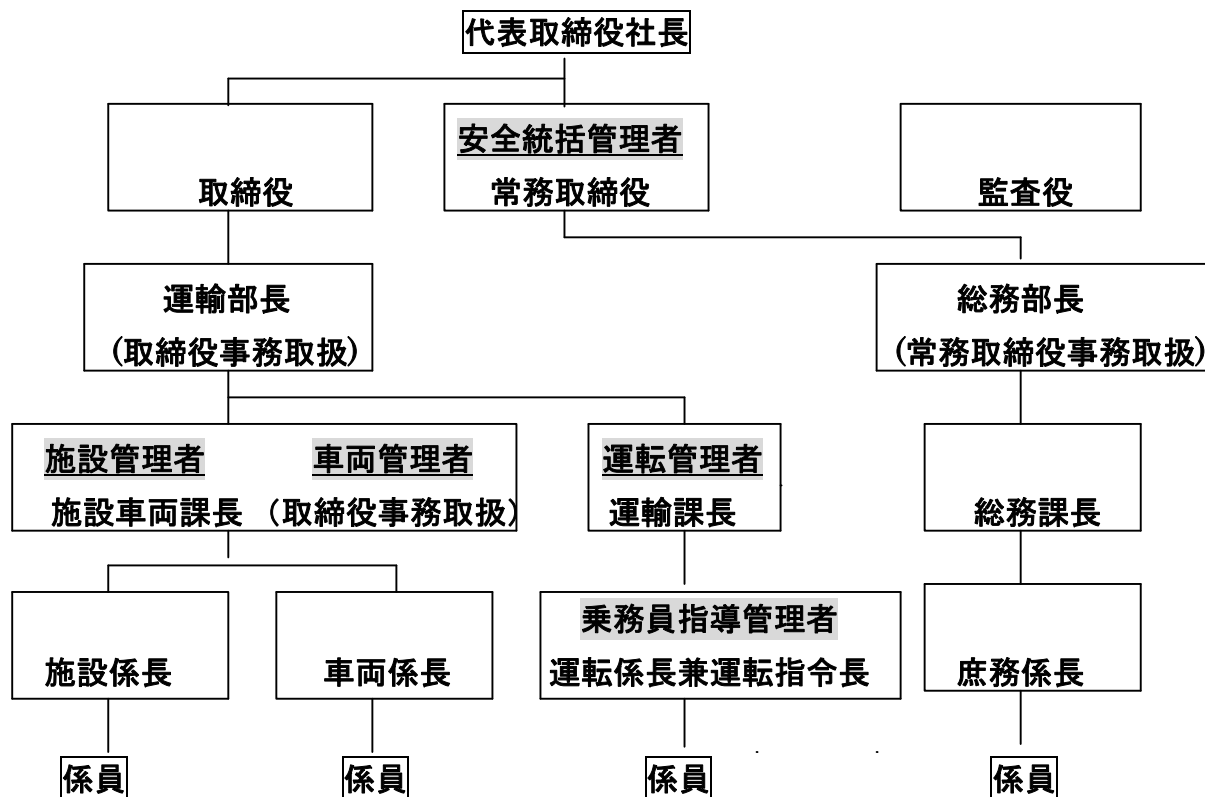 代表取締役社長
安全統括管理者
取締役
常務取締役
監査役
運輸部長
(取締役事務取扱)
総務部長
(常務取締役事務取扱)
施設管理者 車両管理者
施設車両課長 (取締役事務取扱)
運転管理者
運輸課長
総務課長
乗務員指導管理者
施設係長
車両係長
運転係長兼運転指令長
庶務係長
係員
係員
係員
係員